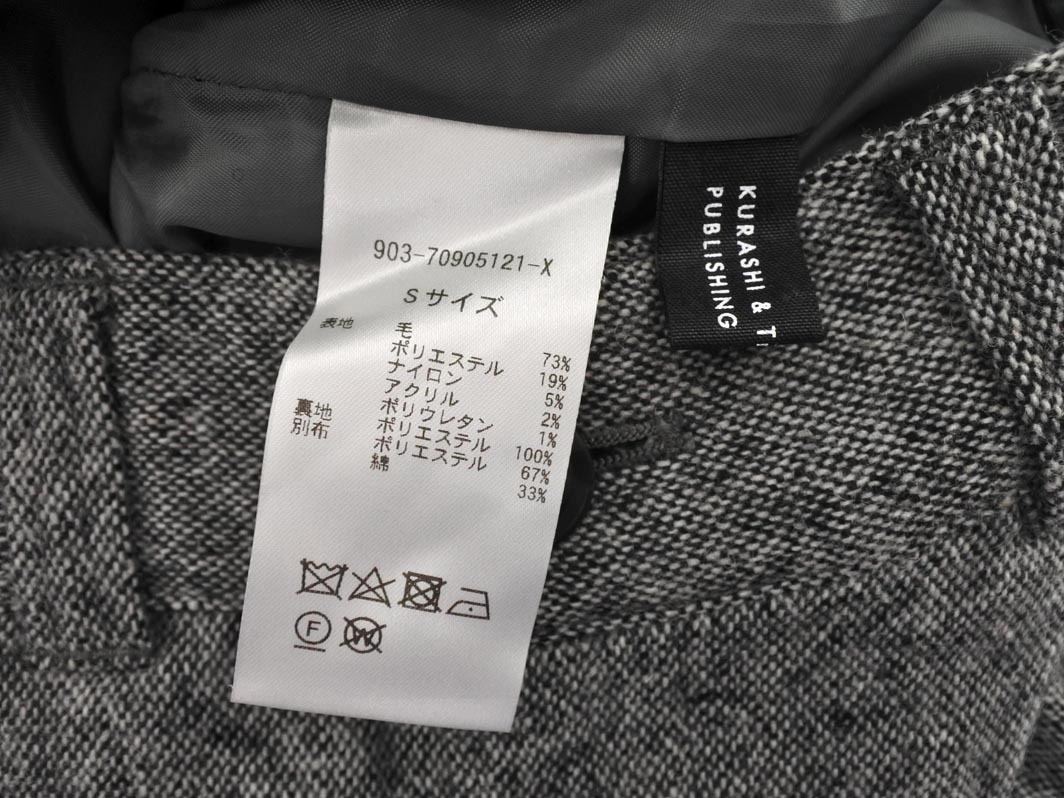 903-70905121-X
Sサイズ
表地 毛 73%
ポリエステル 19%
ナイロン 5%
アクリル 2%
ポリウレタン 1%
裏地 ポリエステル 100%
別布 ポリエステル 67%
綿 33%
F
W
KURASHI &
PUBLISHING